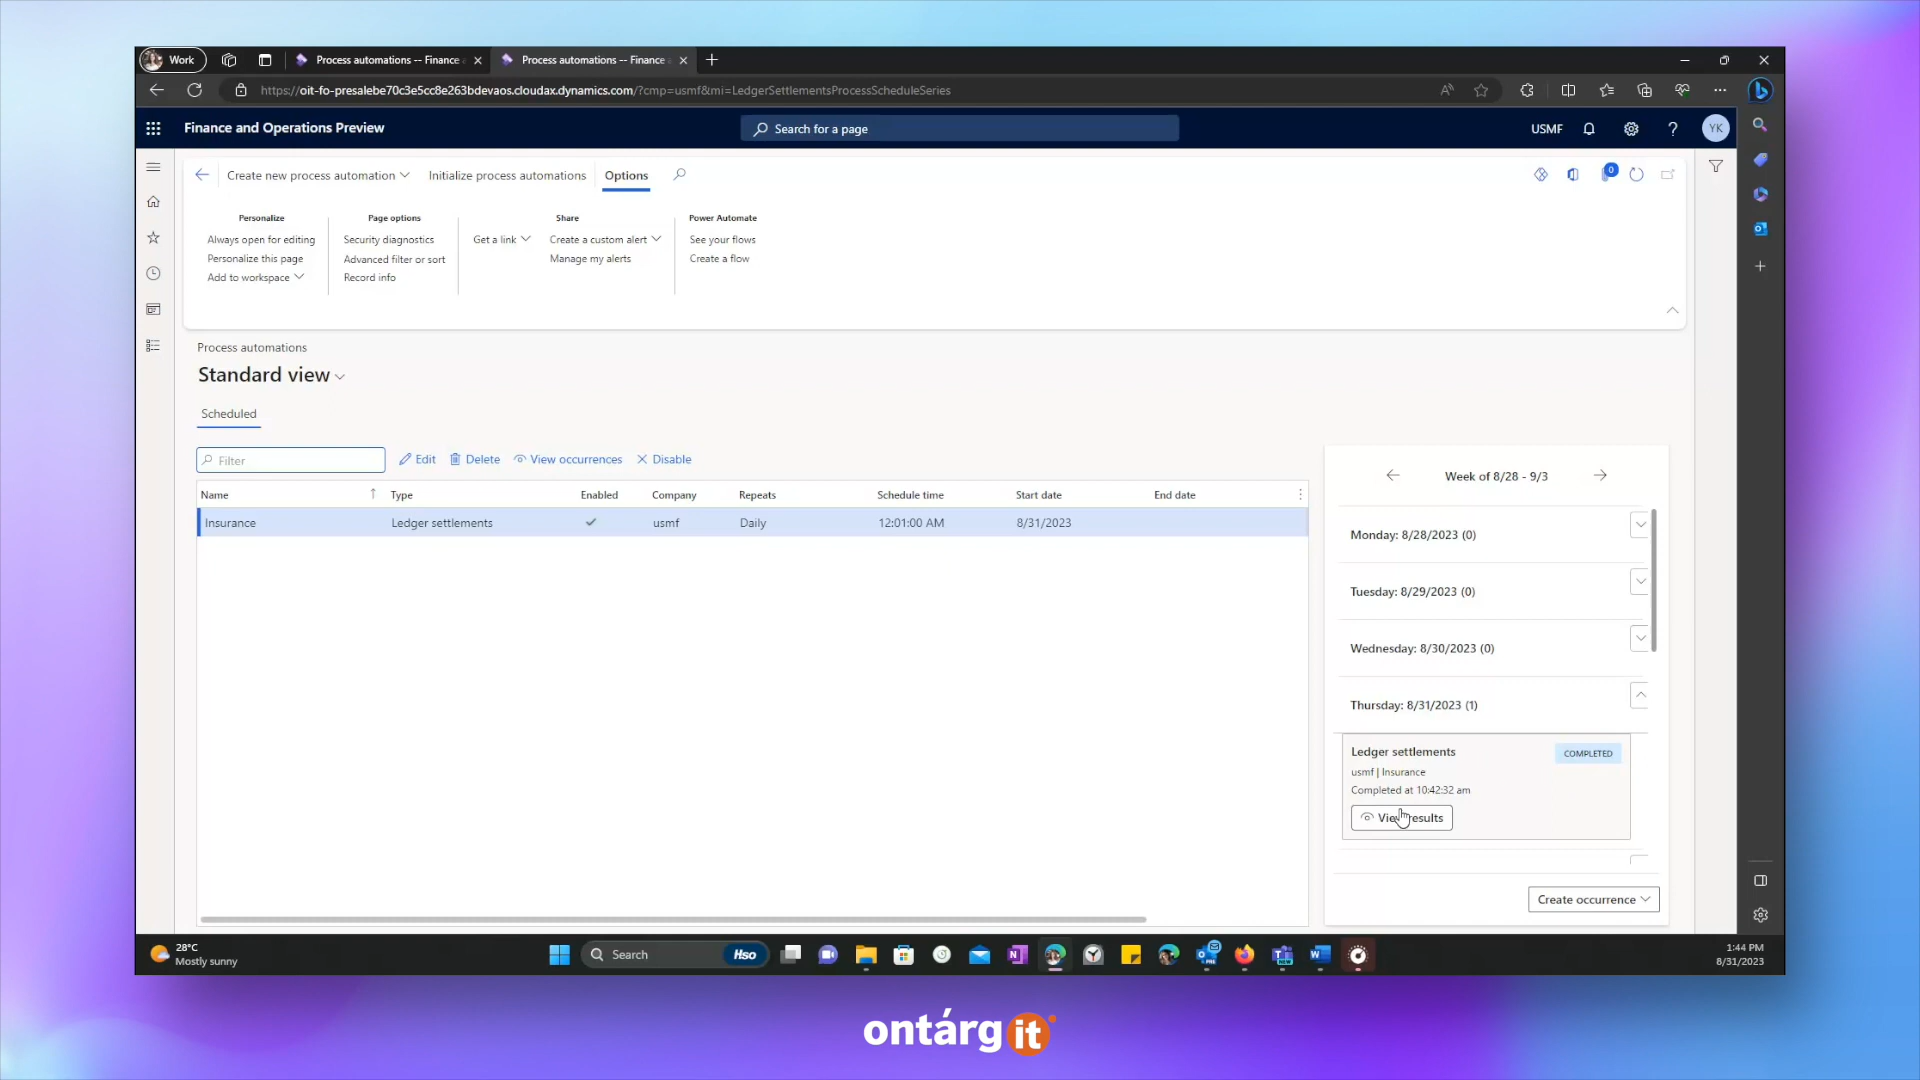 Work
Process automations -- Finance
Process automations -- Finance
https://oit-fo-presalebe70c3e5cc8e263bdevaos.cloudax.dynamics.com/?cmp=usmf&mi=LedgerSettlementsProcessScheduleSeries
Finance and Operations Preview
Search for a page
USMF
YK
Create new process automation
Initialize process automations
Options
0
Personalize
Page options
Share
Power Automate
Always open for editing
Security diagnostics
Get a link
Create a custom alert
See your flows
Personalize this page
Advanced filter or sort
Manage my alerts
Create a flow
Add to workspace
Record info
Process automations
Standard view
Scheduled
Filter
Edit
Delete
View occurrences
Disable
Name
Type
Enabled
Company
Repeats
Schedule time
Start date
End date
Insurance
Ledger settlements
usmf
Daily
12:01:00 AM
8/31/2023
Week of 8/28 - 9/3
Monday: 8/28/2023 (0)
Tuesday: 8/29/2023 (0)
Wednesday: 8/30/2023 (0)
Thursday: 8/31/2023 (1)
Ledger settlements
COMPLETED
usmf | Insurance
Completed at 10:42:32 am
View results
Create occurrence
28°C
Mostly sunny
Search
Hso
1:44 PM
8/31/2023
ontárgit